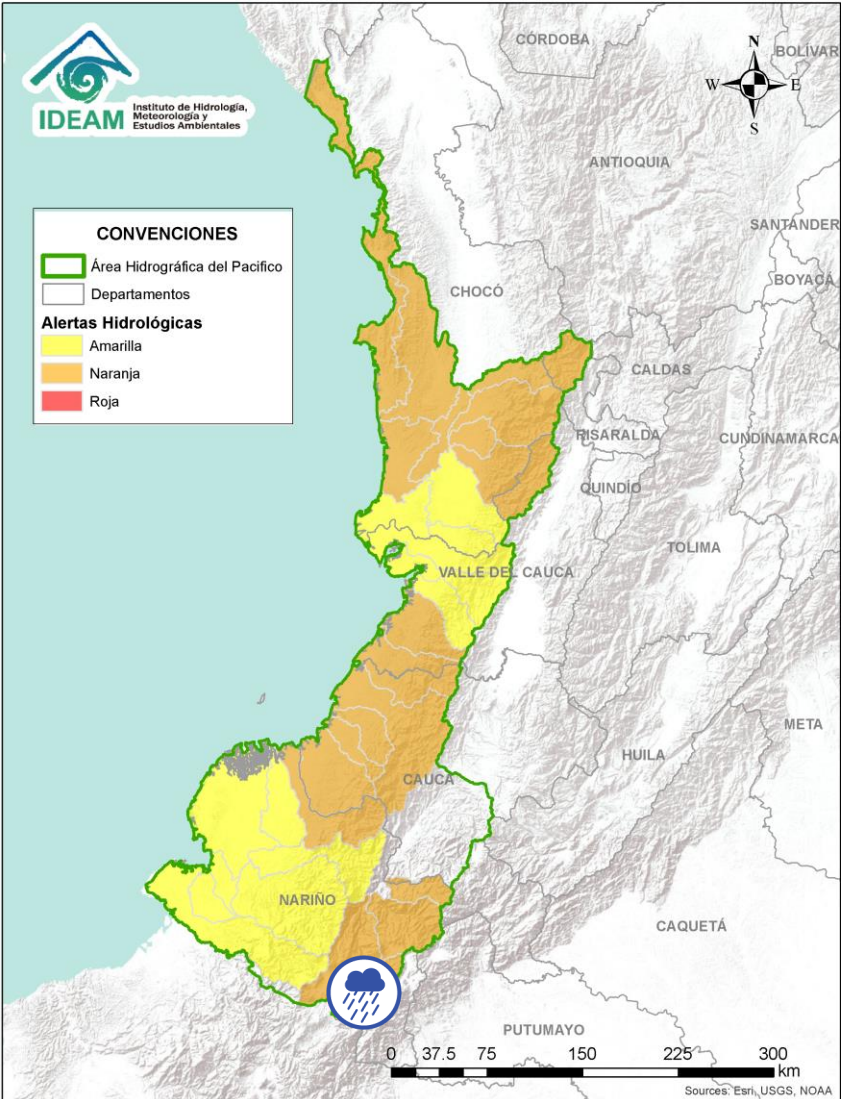 IDEAM
Instituto de Hidrología,
Meteorología y
Estudios Ambientales
CÓRDOBA
BOLÍVAR
N
W
E
S
ANTIOQUIA
SANTANDER
BOYACÁ
CONVENCIONES
Área Hidrográfica del Pacifico
Departamentos
Alertas Hidrológicas
Amarilla
Naranja
Roja
CHOCÓ
CALDAS
RISARALDA
CUNDINAMARCA
QUINDÍO
TOLIMA
VALLE DEL CAUCA
META
HUILA
CAUCA
NARIÑO
CAQUETÁ
PUTUMAYO
0 37.5 75 150 225 300
km
Sources: Esri, USGS, NOAA